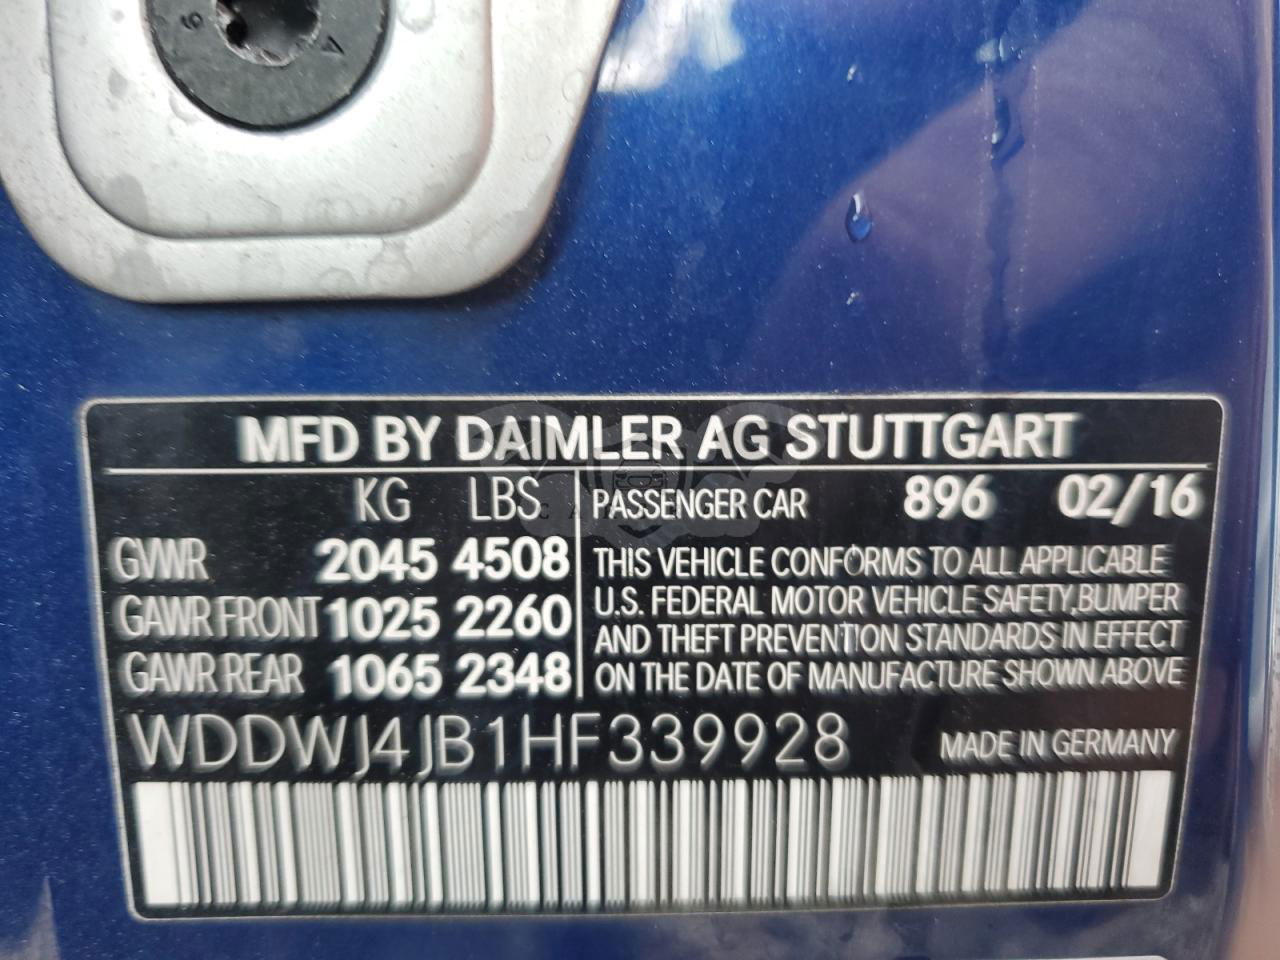 MFD BY DAIMLER AG STUTTGART
KG LBS PASSENGER CAR 896 02/16
GVWR 2045 4508 THIS VEHICLE CONFORMS TO ALL APPLICABLE
GAWR FRONT 1025 2260 U.S. FEDERAL MOTOR VEHICLE SAFETY,BUMPER
AND THEFT PREVENTION STANDARDS IN EFFECT
GAWR REAR 1065 2348 ON THE DATE OF MANUFACTURE SHOWN ABOVE
WDDWJ4JB1HF339928 MADE IN GERMANY